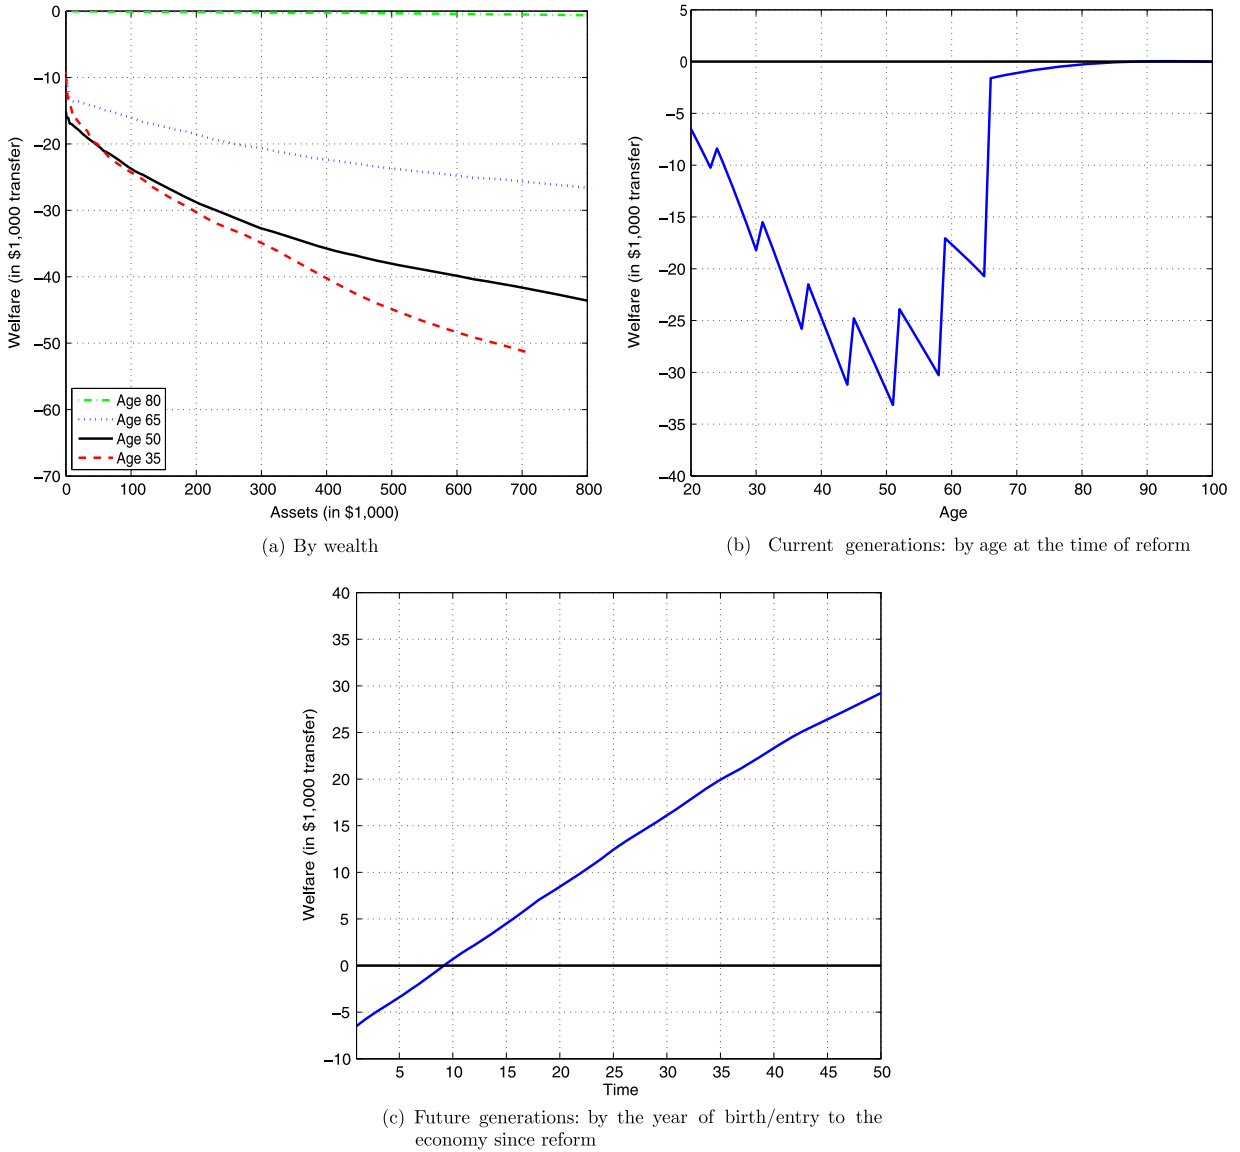 0
−10
−20
−30
−40
−50
−60
−70
Welfare (in $1,000 transfer)
Age 80
Age 65
Age 50
Age 35
0 100 200 300 400 500 600 700 800
Assets (in $1,000)
(a) By wealth
5
0
−5
−10
−15
−20
−25
−30
−35
−40
Welfare (in $1,000 transfer)
20 30 40 50 60 70 80 90 100
Age
(b) Current generations: by age at the time of reform
40
35
30
25
20
15
10
5
0
−5
−10
Welfare (in $1,000 transfer)
5 10 15 20 25 30 35 40 45 50
Time
(c) Future generations: by the year of birth/entry to the
economy since reform